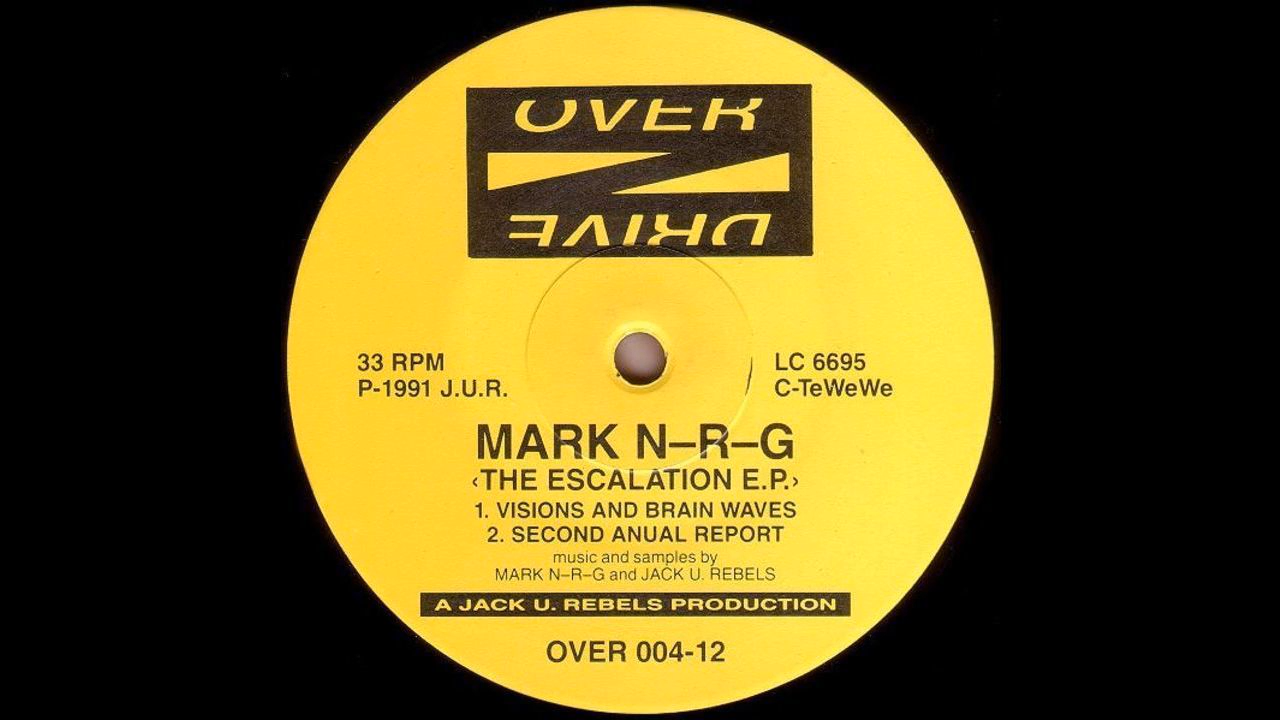 OVER
DRIVE
33 RPM
P-1991 J.U.R.
LC 6695
C-TeWeWe
MARK N–R–G
‹THE ESCALATION E.P.›
1. VISIONS AND BRAIN WAVES
2. SECOND ANUAL REPORT
music and samples by
MARK N–R–G and JACK U. REBELS
A JACK U. REBELS PRODUCTION
OVER 004-12